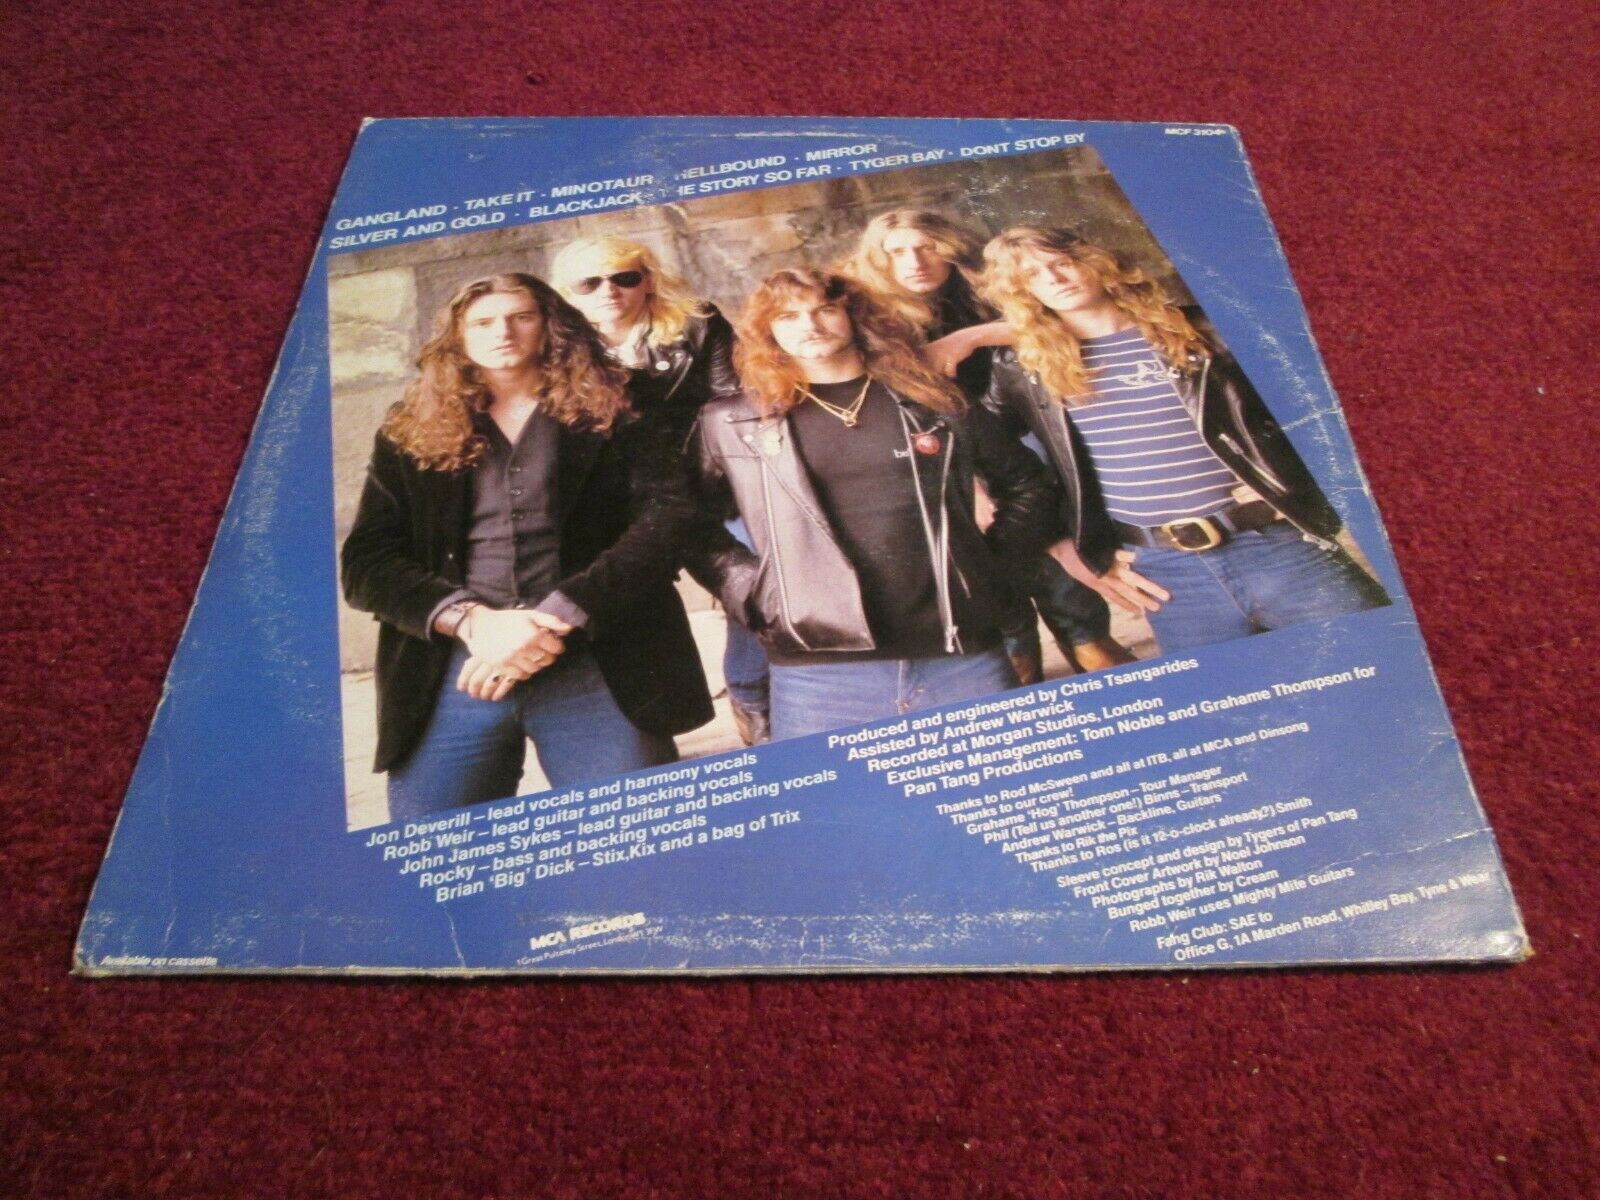 MCF 3104
GANGLAND · TAKE IT · MINOTAUR HELLBOUND · MIRROR
SILVER AND GOLD · BLACKJACK · THE STORY SO FAR · TYGER BAY · DONT STOP BY
Produced and engineered by Chris Tsangarides
Assisted by Andrew Warwick
Recorded at Morgan Studios, London
Exclusive Management: Tom Noble and Grahame Thompson for
Pan Tang Productions
Jon Deverill – lead vocals and harmony vocals
Robb Weir – lead guitar and backing vocals
John James Sykes – lead guitar and backing vocals
Rocky – bass and backing vocals
Brian 'Big' Dick – Stix, Kix and a bag of Trix
Thanks to Rod McSween and all at ITB, all at MCA and Dinsong
Thanks to our crew!
Grahame 'Hog' Thompson – Tour Manager
Phil (Tell us another one!) Binns – Transport
Andrew Warwick – Backline, Guitars
Thanks to Rik the Pix
Thanks to Ros (is it 12-o-clock already?) Smith
Sleeve concept and design by Tygers of Pan Tang
Front Cover Artwork by Noel Johnson
Photographs by Rik Walton
Bunged together by Cream
Robb Weir uses Mighty Mite Guitars
Fang Club: SAE to
Office G, 1A Marden Road, Whitley Bay, Tyne & Wear
MCA RECORDS
1 Great Pulteney Street, London W1
Available on cassette